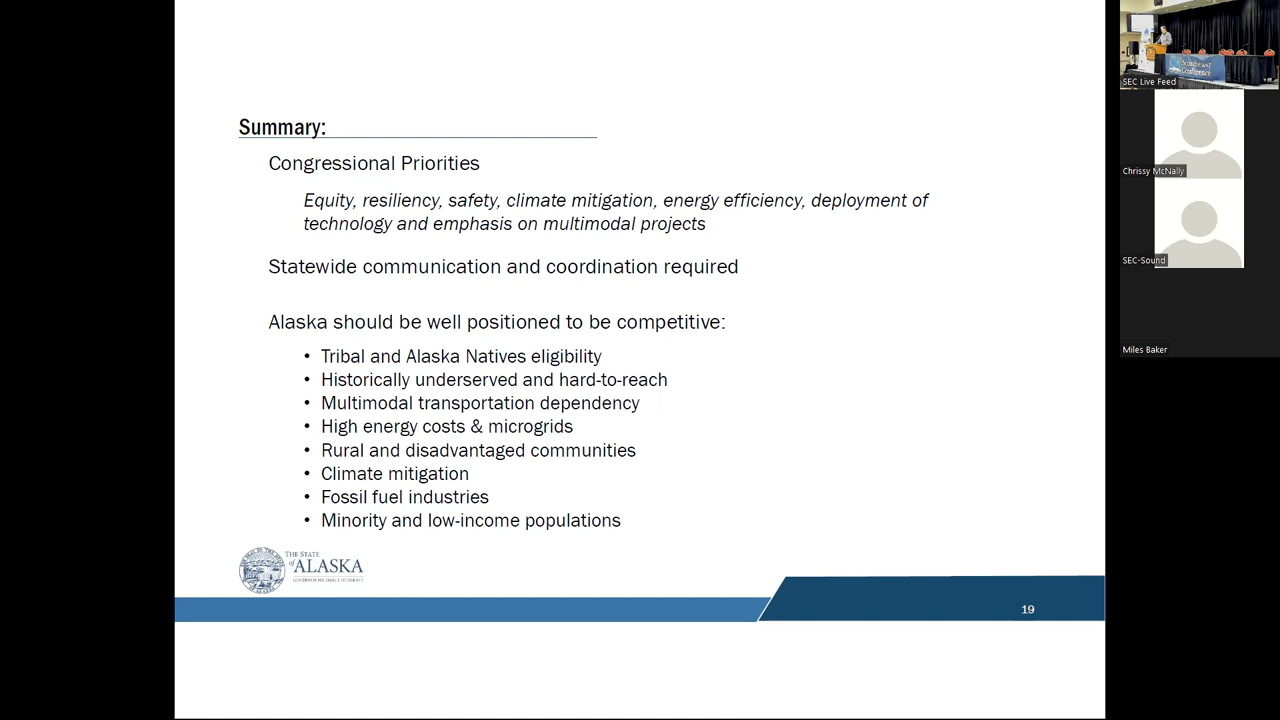 Summary:
Congressional Priorities
Equity, resiliency, safety, climate mitigation, energy efficiency, deployment of
technology and emphasis on multimodal projects
Statewide communication and coordination required
Alaska should be well positioned to be competitive:
• Tribal and Alaska Natives eligibility
• Historically underserved and hard-to-reach
• Multimodal transportation dependency
• High energy costs & microgrids
• Rural and disadvantaged communities
• Climate mitigation
• Fossil fuel industries
• Minority and low-income populations
THE STATE
of ALASKA
19
Southeast
Conference
SEC Live Feed
Chrissy McNally
SEC-Sound
Miles Baker